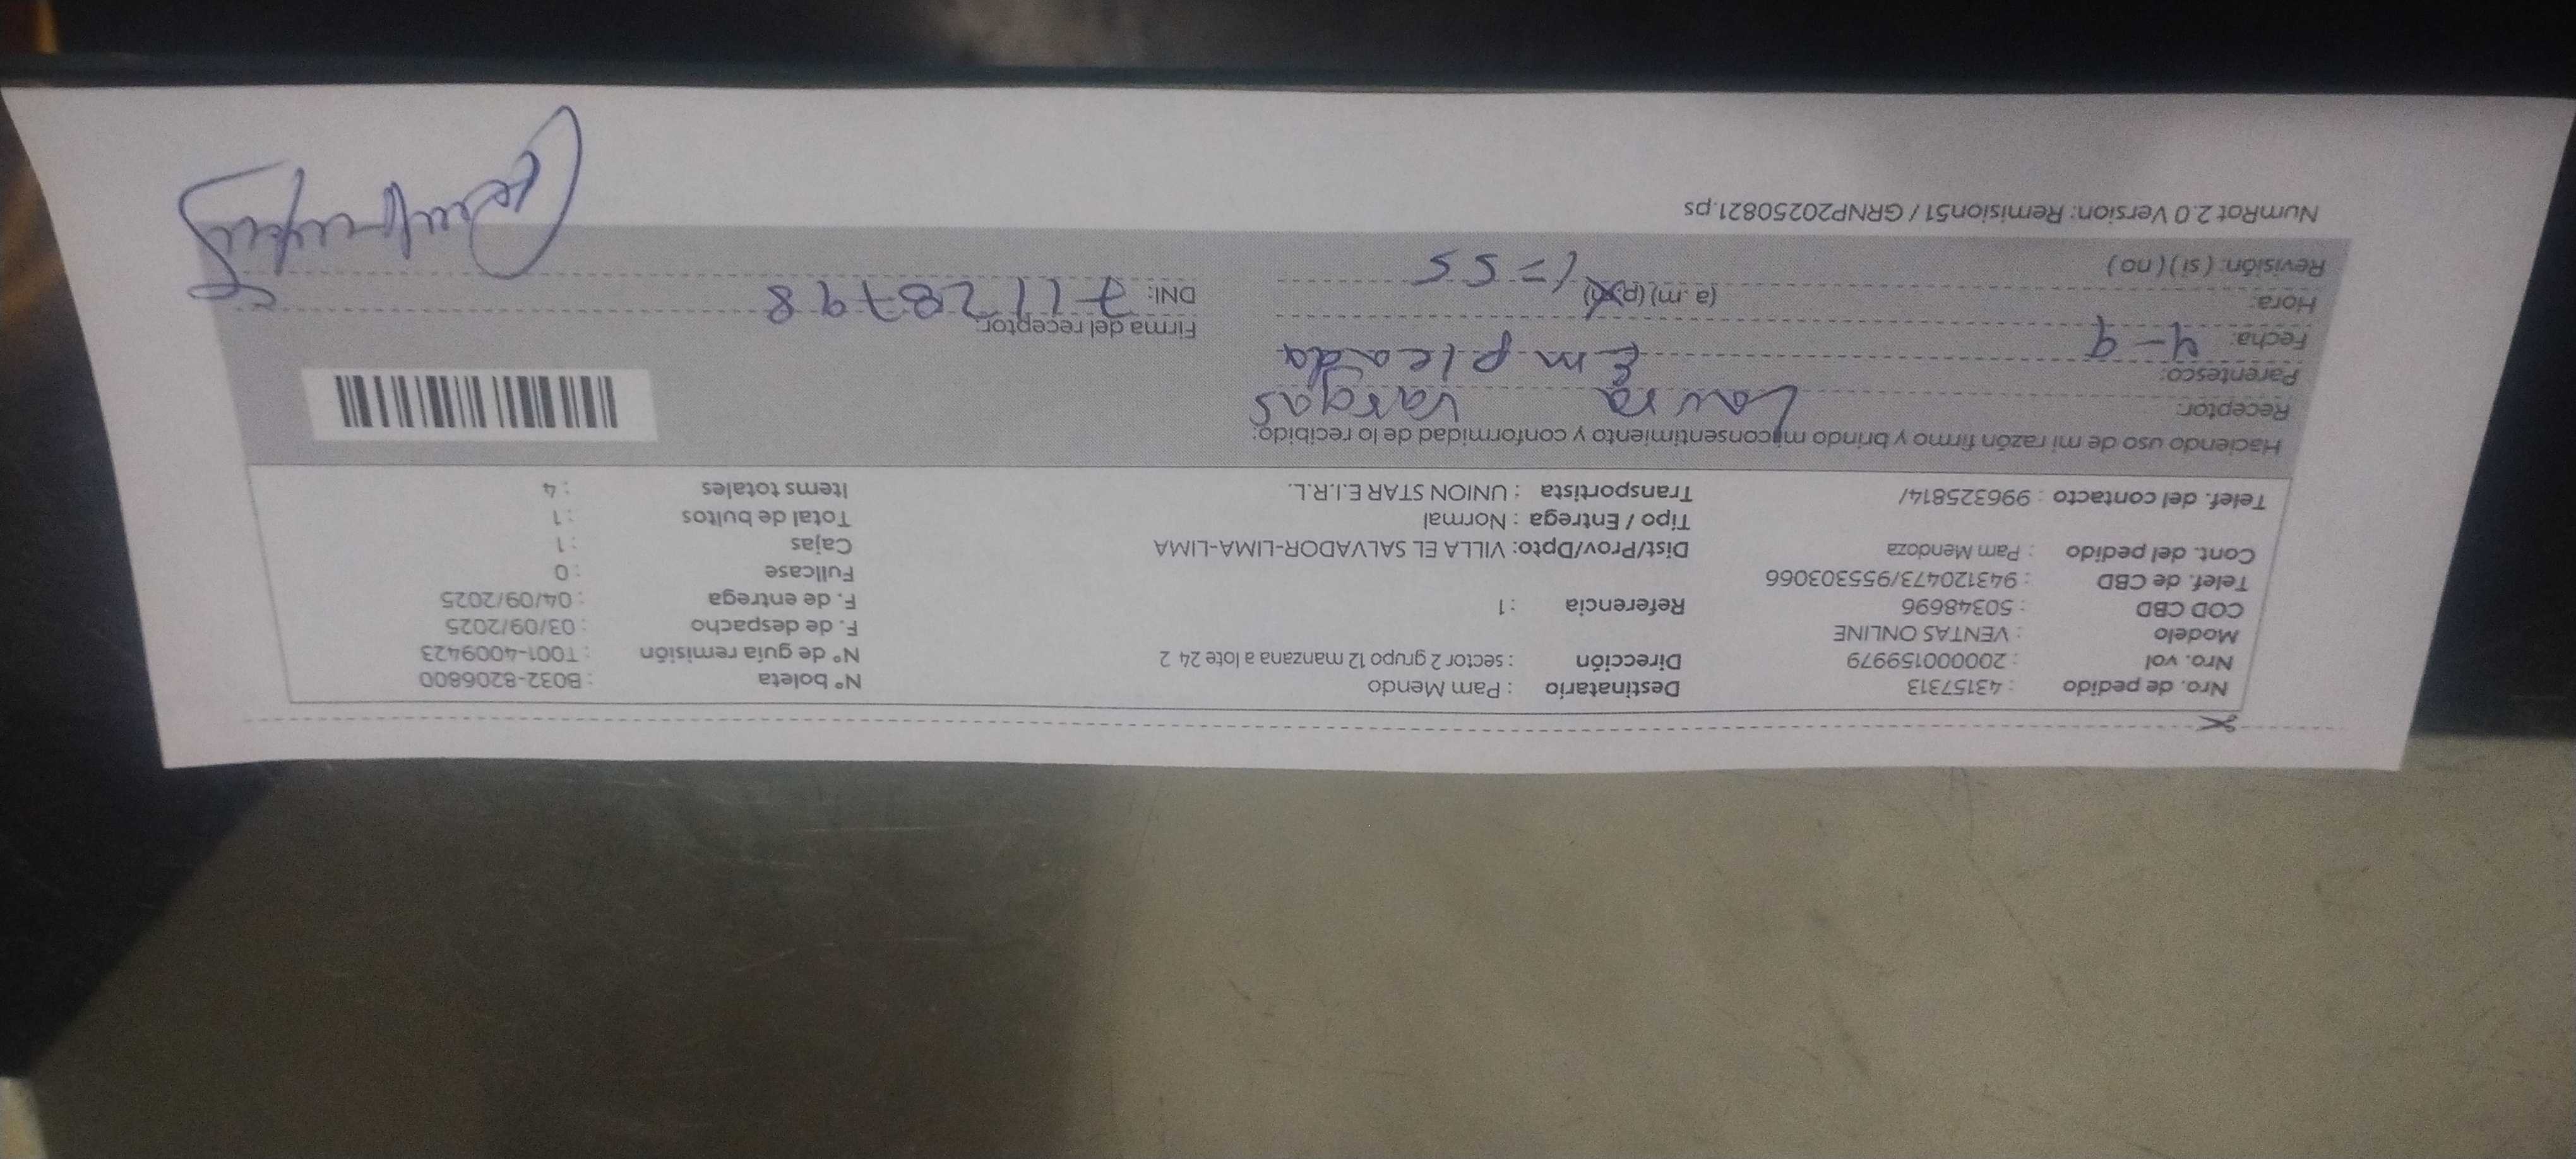 Nro. de pedido : 43157313 Destinatario : Pam Mendo N° boleta : B032-8206800
Nro. vol : 2000001599​79 Dirección : sector 2 grupo 12 manzana a lote 24 2 N° de guía remisión : T001-4009423
Modelo : VENTAS ONLINE F. de despacho : 03/09/2025
COD CBD : 50348696 Referencia : 1 F. de entrega : 04/09/2025
Telef. de CBD : 943120473/955303066 Fullcase : 0
Cont. del pedido : Pam Mendoza Dist/Prov/Dpto: VILLA EL SALVADOR-LIMA-LIMA Cajas : 1
Tipo / Entrega : Normal Total de bultos : 1
Telef. del contacto : 996325814/ Transportista : UNION STAR E.I.R.L. Items totales : 4
Haciendo uso de mi razón firmo y brindo mi consentimiento y conformidad de lo recibido:
Receptor: Laura Vargas
Parentesco: Empleada
Fecha: 4-9 Firma del receptor:
Hora: (a.m) (p.m) 1=55 DNI: 71128798
Revisión: (si) (no)
NumRot 2.0 Version: Remision51 / GRNP20250821.ps